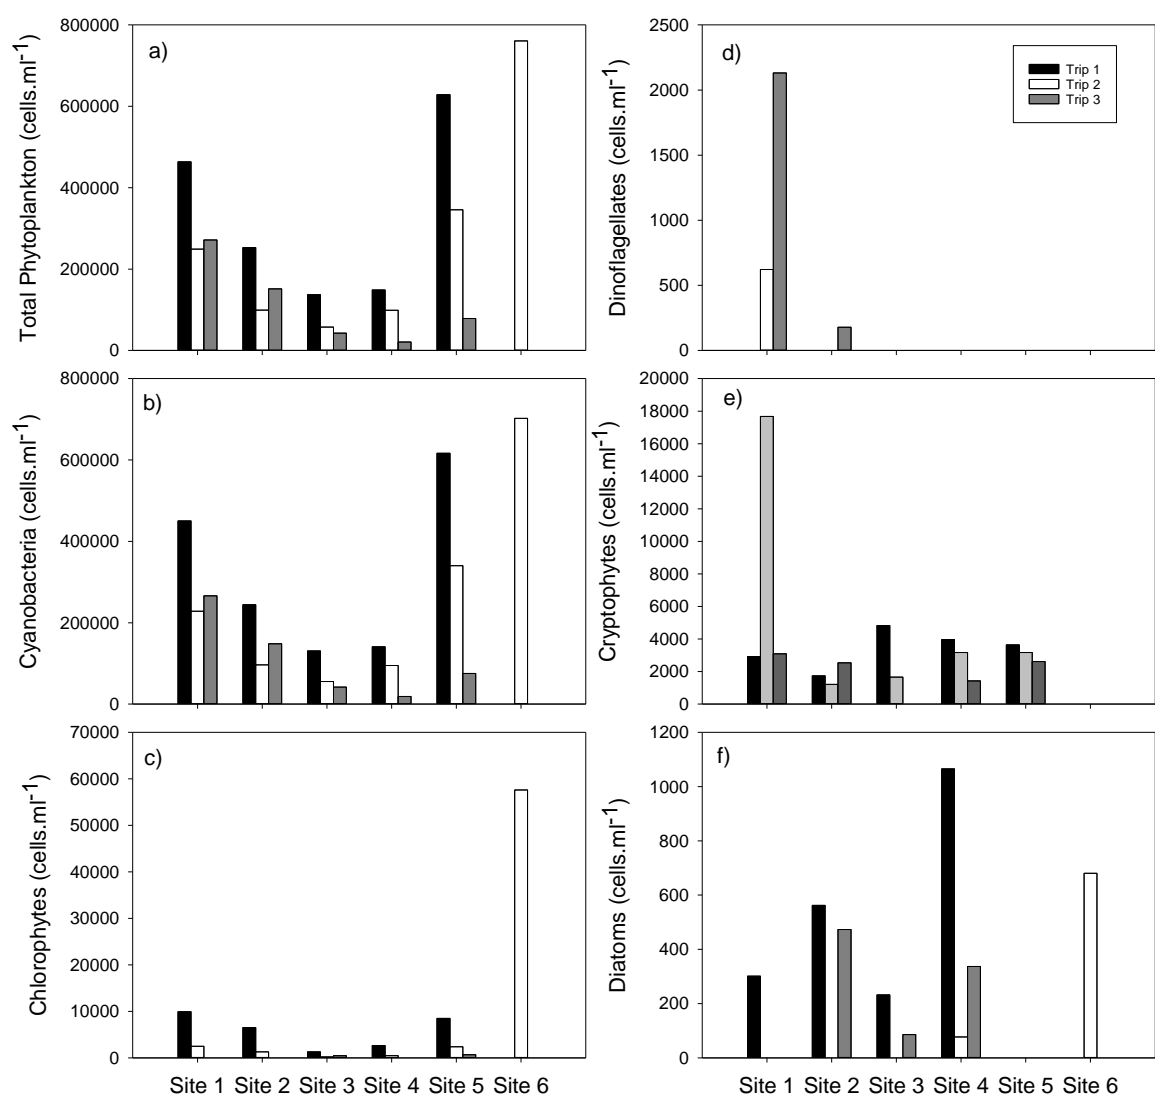 a)
Total Phytoplankton (cells.ml-1)
800000
600000
400000
200000
0
d)
Dinoflagellates (cells.ml-1)
2500
2000
1500
1000
500
0
Trip 1
Trip 2
Trip 3
b)
Cyanobacteria (cells.ml-1)
800000
600000
400000
200000
0
e)
Cryptophytes (cells.ml-1)
20000
18000
16000
14000
12000
10000
8000
6000
4000
2000
0
c)
Chlorophytes (cells.ml-1)
70000
60000
50000
40000
30000
20000
10000
0
Site 1 Site 2 Site 3 Site 4 Site 5 Site 6
f)
Diatoms (cells.ml-1)
1200
1000
800
600
400
200
0
Site 1 Site 2 Site 3 Site 4 Site 5 Site 6